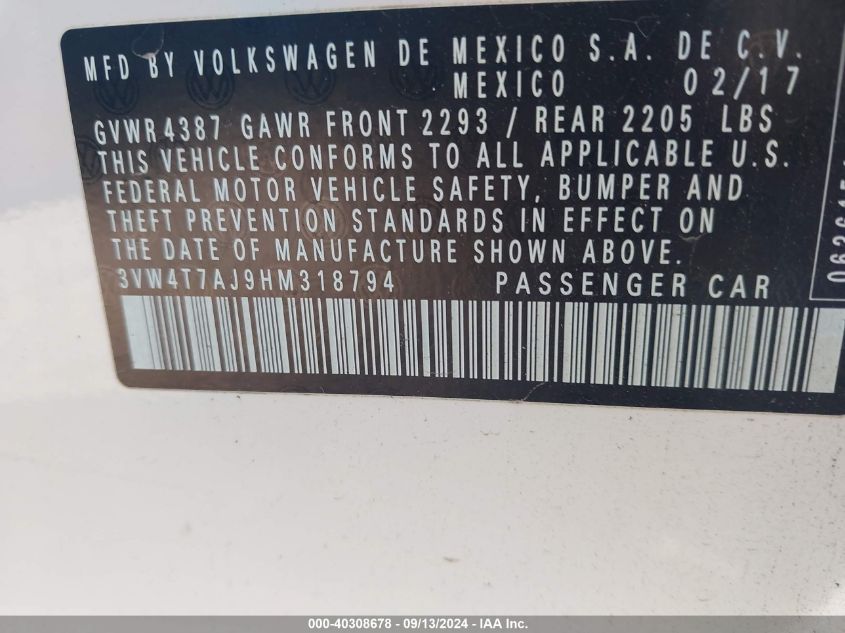 MFD BY VOLKSWAGEN DE MEXICO S.A. DE C.V.
MEXICO 02/17
GVWR 4387 GAWR FRONT 2293 / REAR 2205 LBS
THIS VEHICLE CONFORMS TO ALL APPLICABLE U.S.
FEDERAL MOTOR VEHICLE SAFETY, BUMPER AND
THEFT PREVENTION STANDARDS IN EFFECT ON
THE DATE OF MANUFACTURE SHOWN ABOVE.
3VW4T7AJ9HM318794 PASSENGER CAR
000-40308678 - 09/13/2024 - IAA Inc.